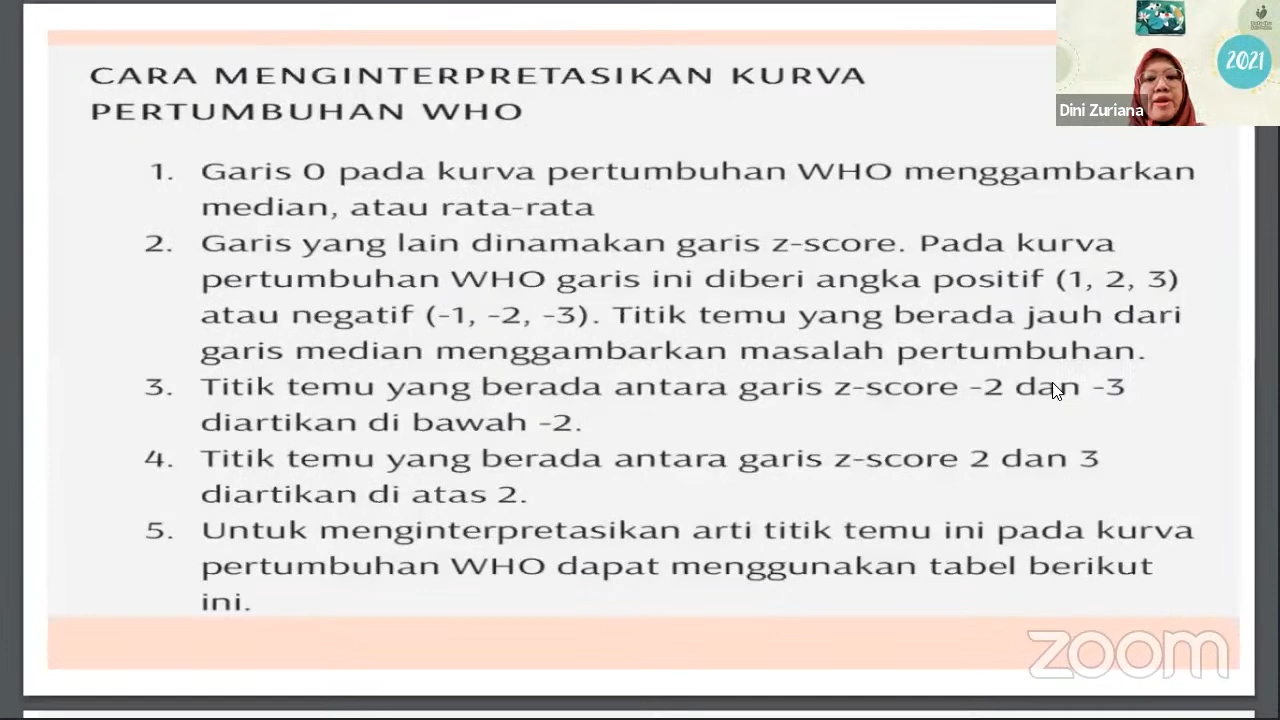 CARA MENGINTERPRETASIKAN KURVA
PERTUMBUHAN WHO
1. Garis 0 pada kurva pertumbuhan WHO menggambarkan
median, atau rata-rata
2. Garis yang lain dinamakan garis z-score. Pada kurva
pertumbuhan WHO garis ini diberi angka positif (1, 2, 3)
atau negatif (-1, -2, -3). Titik temu yang berada jauh dari
garis median menggambarkan masalah pertumbuhan.
3. Titik temu yang berada antara garis z-score -2 dan -3
diartikan di bawah -2.
4. Titik temu yang berada antara garis z-score 2 dan 3
diartikan di atas 2.
5. Untuk menginterpretasikan arti titik temu ini pada kurva
pertumbuhan WHO dapat menggunakan tabel berikut
ini.
2021
Dini Zuriana
zoom